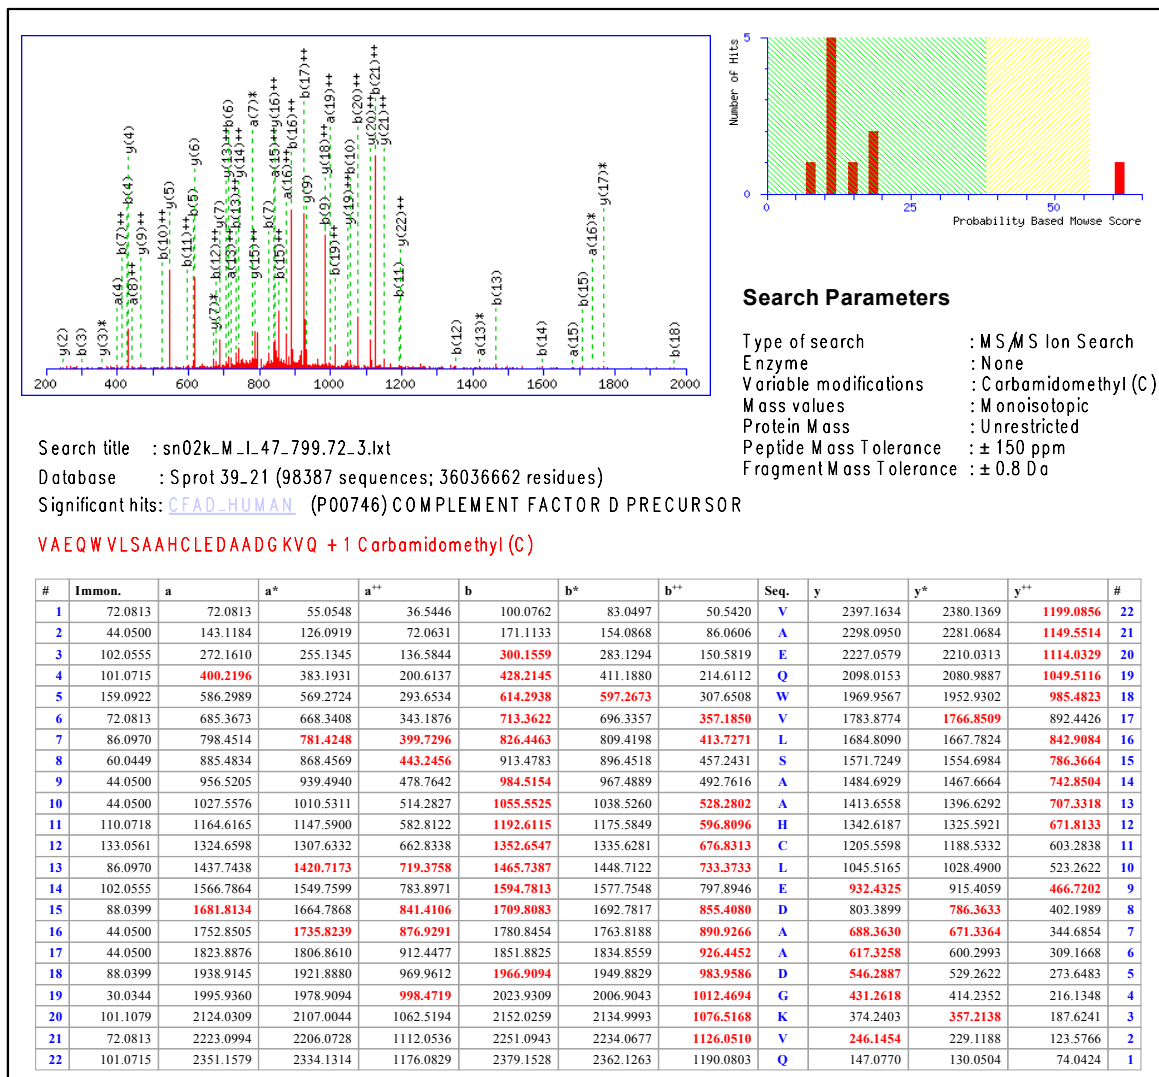 y(2)
b(3)
y(3)*
a(4)
b(7)++
b(4)
y(4)
a(8)++
y(9)++
b(10)++
y(5)
b(11)++
b(5)
y(6)
y(7)*
b(12)++
y(7)
y(13)++b(6)
a(13)++
b(13)++
y(14)++
a(7)*
y(15)++
b(7)
a(15)++y(16)++
b(15)++
a(16)++
b(16)++
b(17)++
y(9)
b(9)
y(18)++
a(19)++
b(19)++
y(19)++b(10)
b(20)++
y(20)++b(21)++
y(21)++
b(11)
y(22)++
b(12)
a(13)*
b(13)
b(14)
a(15)
b(15)
a(16)*
y(17)*
b(18)
200 400 600 800 1000 1200 1400 1600 1800 2000
Number of Hits
5
0
0 25 50
Probability Based Mowse Score
Search Parameters
Type of search : MS/MS Ion Search
Enzyme : None
Variable modifications : Carbamidomethyl (C)
Mass values : Monoisotopic
Protein Mass : Unrestricted
Peptide Mass Tolerance : ± 150 ppm
Fragment Mass Tolerance : ± 0.8 Da
Search title : sn02k_M_I_47_799.72_3.lxt
Database : Sprot 39_21 (98387 sequences; 36036662 residues)
Significant hits: CFAD_HUMAN (P00746) COMPLEMENT FACTOR D PRECURSOR
VAEQWVLSAAHCLEDAADGKVQ + 1 Carbamidomethyl (C)
# Immon. a a* a++ b b* b++ Seq. y y* y++ #
1 72.0813 72.0813 55.0548 36.5446 100.0762 83.0497 50.5420 V 2397.1634 2380.1369 1199.0856 22
2 44.0500 143.1184 126.0919 72.0631 171.1133 154.0868 86.0606 A 2298.0950 2281.0684 1149.5514 21
3 102.0555 272.1610 255.1345 136.5844 300.1559 283.1294 150.5819 E 2227.0579 2210.0313 1114.0329 20
4 101.0715 400.2196 383.1931 200.6137 428.2145 411.1880 214.6112 Q 2098.0153 2080.9887 1049.5116 19
5 159.0922 586.2989 569.2724 293.6534 614.2938 597.2673 307.6508 W 1969.9567 1952.9302 985.4823 18
6 72.0813 685.3673 668.3408 343.1876 713.3622 696.3357 357.1850 V 1783.8774 1766.8509 892.4426 17
7 86.0970 798.4514 781.4248 399.7296 826.4463 809.4198 413.7271 L 1684.8090 1667.7824 842.9084 16
8 60.0449 885.4834 868.4569 443.2456 913.4783 896.4518 457.2431 S 1571.7249 1554.6984 786.3664 15
9 44.0500 956.5205 939.4940 478.7642 984.5154 967.4889 492.7616 A 1484.6929 1467.6664 742.8504 14
10 44.0500 1027.5576 1010.5311 514.2827 1055.5525 1038.5260 528.2802 A 1413.6558 1396.6292 707.3318 13
11 110.0718 1164.6165 1147.5900 582.8122 1192.6115 1175.5849 596.8096 H 1342.6187 1325.5921 671.8133 12
12 133.0561 1324.6598 1307.6332 662.8338 1352.6547 1335.6281 676.8313 C 1205.5598 1188.5332 603.2838 11
13 86.0970 1437.7438 1420.7173 719.3758 1465.7387 1448.7122 733.3733 L 1045.5165 1028.4900 523.2622 10
14 102.0555 1566.7864 1549.7599 783.8971 1594.7813 1577.7548 797.8946 E 932.4325 915.4059 466.7202 9
15 88.0399 1681.8134 1664.7868 841.4106 1709.8083 1692.7817 855.4080 D 803.3899 786.3633 402.1989 8
16 44.0500 1752.8505 1735.8239 876.9291 1780.8454 1763.8188 890.9266 A 688.3630 671.3364 344.6854 7
17 44.0500 1823.8876 1806.8610 912.4477 1851.8825 1834.8559 926.4452 A 617.3258 600.2993 309.1668 6
18 88.0399 1938.9145 1921.8880 969.9612 1966.9094 1949.8829 983.9586 D 546.2887 529.2622 273.6483 5
19 30.0344 1995.9360 1978.9094 998.4719 2023.9309 2006.9043 1012.4694 G 431.2618 414.2352 216.1348 4
20 101.1079 2124.0309 2107.0044 1062.5194 2152.0259 2134.9993 1076.5168 K 374.2403 357.2138 187.6241 3
21 72.0813 2223.0994 2206.0728 1112.0536 2251.0943 2234.0677 1126.0510 V 246.1454 229.1188 123.5766 2
22 101.0715 2351.1579 2334.1314 1176.0829 2379.1528 2362.1263 1190.0803 Q 147.0770 130.0504 74.0424 1